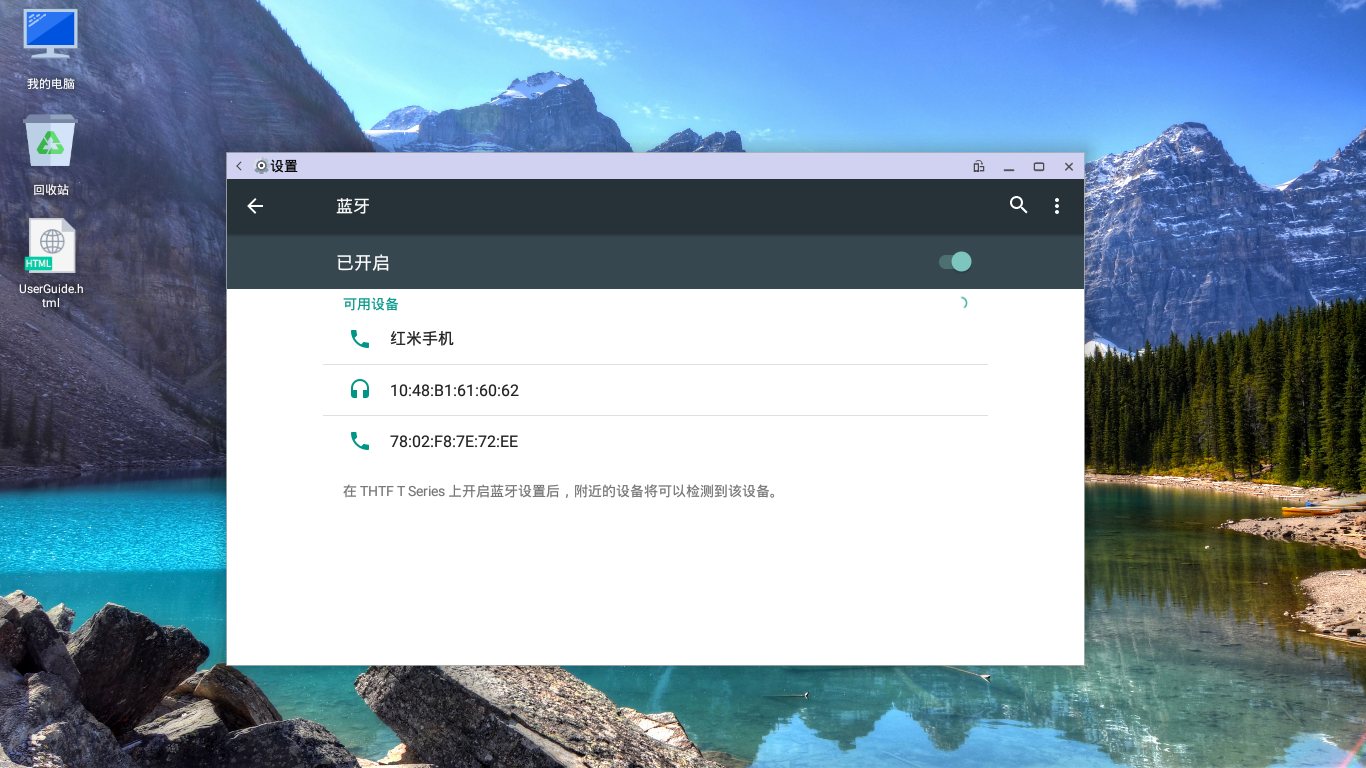 我的电脑
回收站
HTML
UserGuide.h
tml
设置
蓝牙
已开启
可用设备
红米手机
10:48:B1:61:60:62
78:02:F8:7E:72:EE
在 THTF T Series 上开启蓝牙设置后，附近的设备将可以检测到该设备。